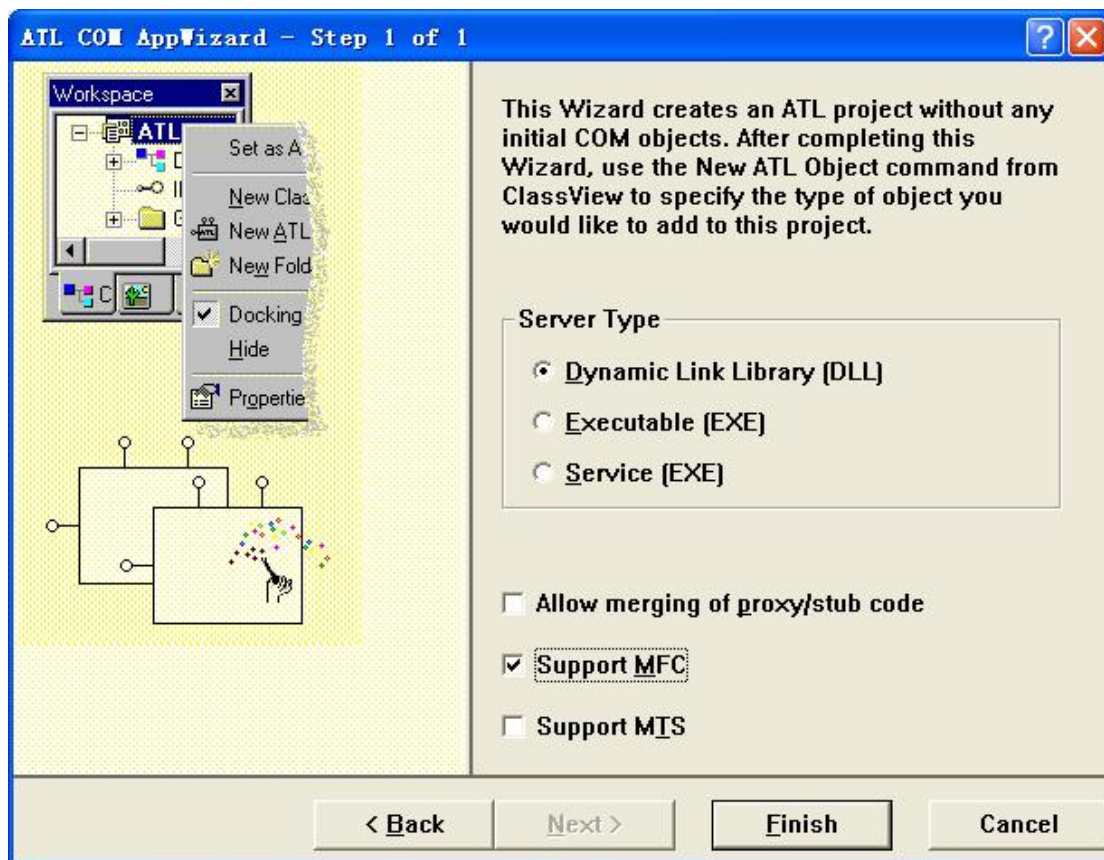 ATL COM AppWizard - Step 1 of 1
Workspace
ATL
Set as A
New Clas
New ATL
New Fold
Docking
Hide
Propertie
C
This Wizard creates an ATL project without any
initial COM objects. After completing this
Wizard, use the New ATL Object command from
ClassView to specify the type of object you
would like to add to this project.
Server Type
Dynamic Link Library (DLL)
Executable (EXE)
Service (EXE)
Allow merging of proxy/stub code
Support MFC
Support MTS
< Back
Next >
Finish
Cancel